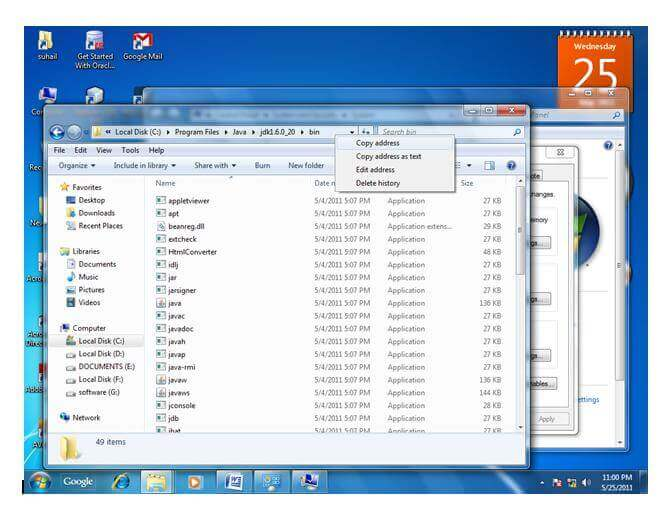 suhail
Get Started With Oracl...
Google Mail
Wednesday
25
Local Disk (C:) Program Files Java jdk1.6.0_20 bin
Search bin
File Edit View Tools Help
Organize Include in library Share with Burn New folder
Copy address
Copy address as text
Edit address
Delete history
Name Size
Favorites
Desktop
Downloads
Recent Places
Libraries
Documents
Music
Pictures
Videos
Computer
Local Disk (C:)
Local Disk (D:)
DOCUMENTS (E:)
Local Disk (F:)
software (G:)
Network
appletviewer 5/4/2011 5:07 PM Application 27 KB
apt 5/4/2011 5:07 PM Application 27 KB
beanreg.dll 5/4/2011 5:07 PM Application extens... 29 KB
extcheck 5/4/2011 5:07 PM Application 27 KB
HtmlConverter 5/4/2011 5:07 PM Application 48 KB
idlj 5/4/2011 5:07 PM Application 27 KB
jar 5/4/2011 5:07 PM Application 27 KB
jarsigner 5/4/2011 5:07 PM Application 27 KB
java 5/4/2011 5:07 PM Application 136 KB
javac 5/4/2011 5:07 PM Application 27 KB
javadoc 5/4/2011 5:07 PM Application 27 KB
javah 5/4/2011 5:07 PM Application 27 KB
javap 5/4/2011 5:07 PM Application 27 KB
java-rmi 5/4/2011 5:07 PM Application 27 KB
javaw 5/4/2011 5:07 PM Application 136 KB
javaws 5/4/2011 5:07 PM Application 144 KB
jconsole 5/4/2011 5:07 PM Application 28 KB
jdb 5/4/2011 5:07 PM Application 27 KB
jhat 5/4/2011 5:07 PM Application 27 KB
49 items
Apply
Google
11:00 PM
5/25/2011